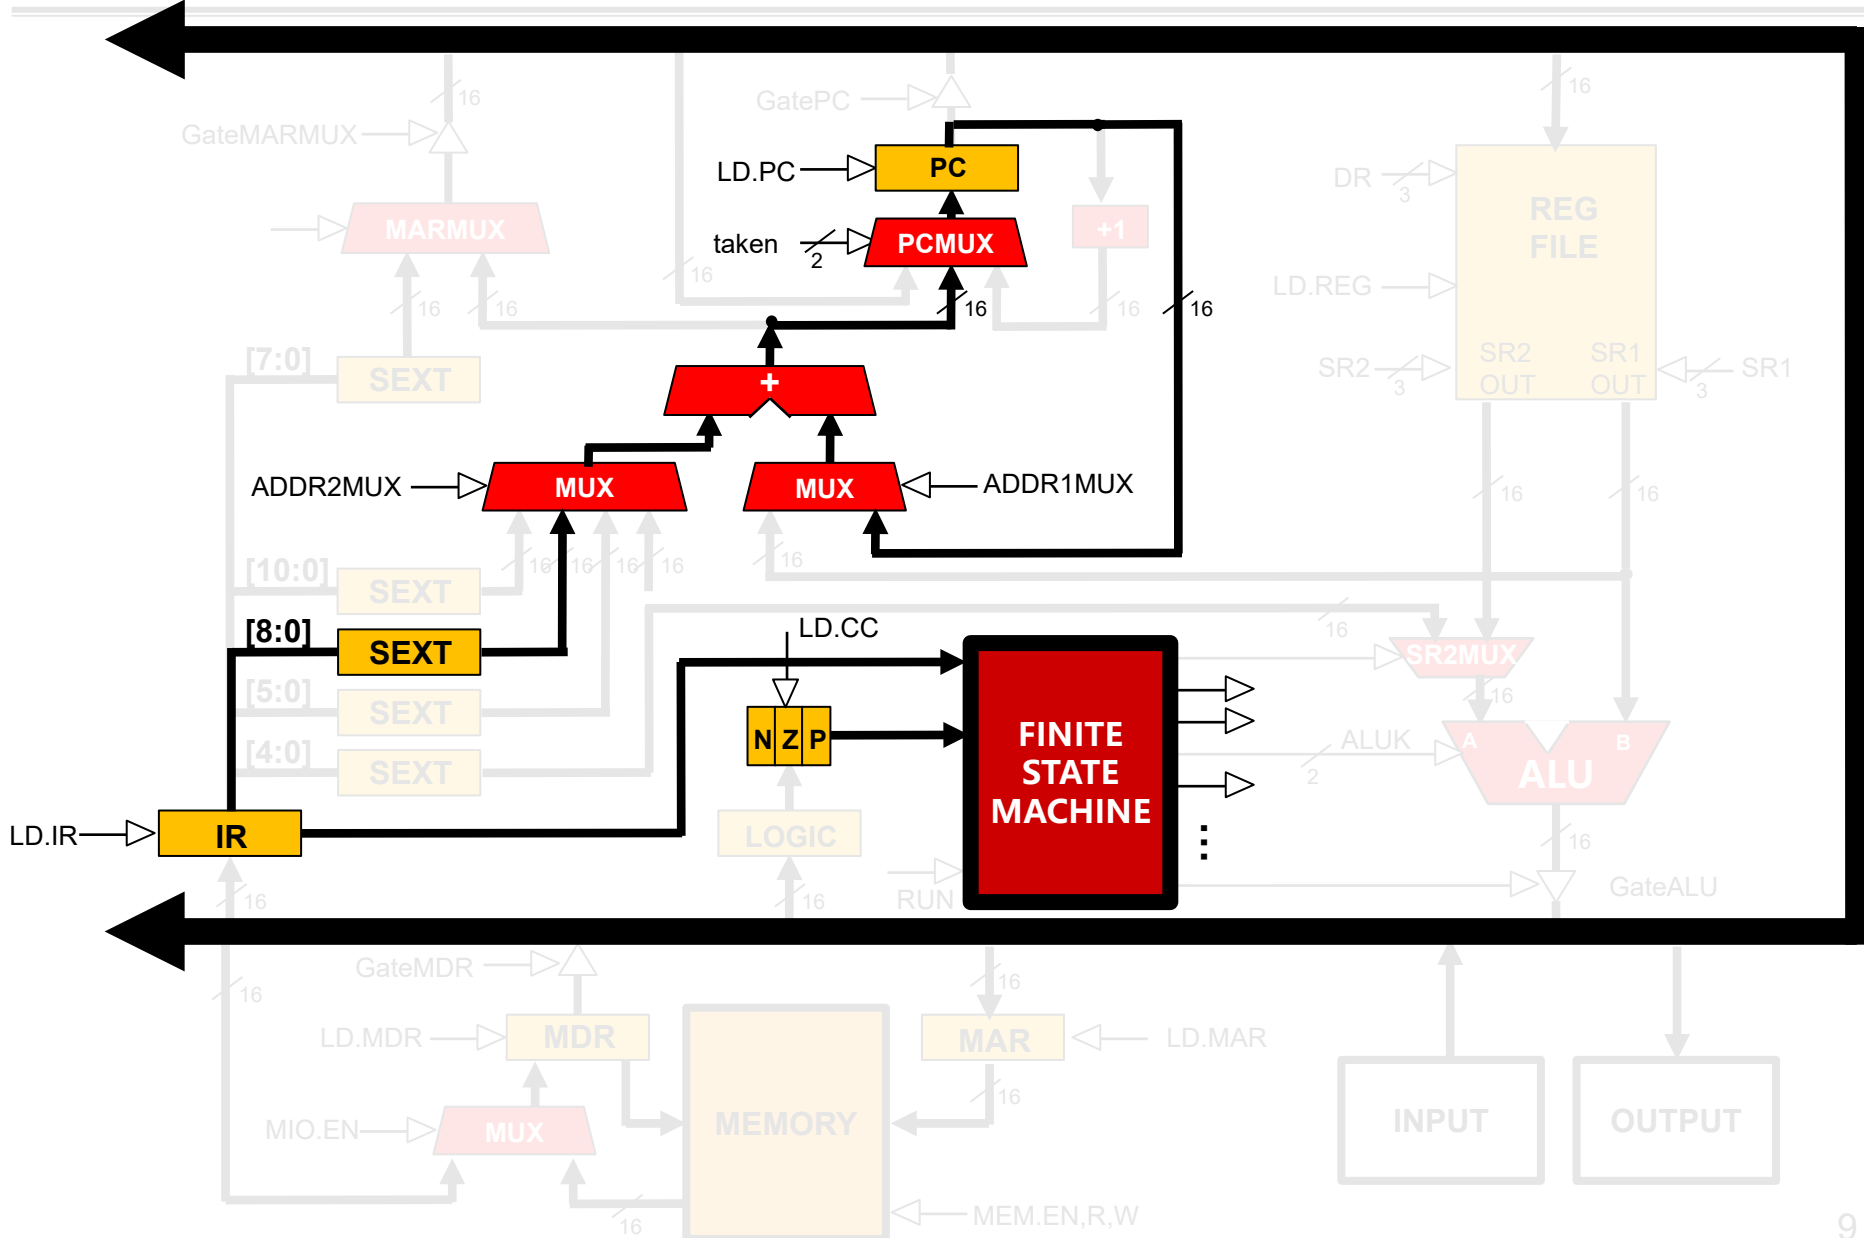 16
GatePC
GateMARMUX
16
16
LD.PC
PC
DR
3
REG
FILE
MARMUX
taken
2
PCMUX
+1
16
16
16
16
16
16
LD.REG
[7:0]
SEXT
+
SR2
3
SR2
OUT
SR1
OUT
3
SR1
ADDR2MUX
MUX
MUX
ADDR1MUX
16
16
[10:0]
SEXT
16
16
16
16
16
[8:0]
SEXT
LD.CC
16
SR2MUX
[5:0]
SEXT
16
N Z P
FINITE
STATE
MACHINE
ALUK
2
A
B
ALU
[4:0]
SEXT
LD.IR
IR
LOGIC
⋮
16
16
16
RUN
GateALU
GateMDR
16
16
LD.MDR
MDR
MAR
LD.MAR
16
MIO.EN
MUX
MEMORY
INPUT
OUTPUT
16
MEM.EN,R,W
9